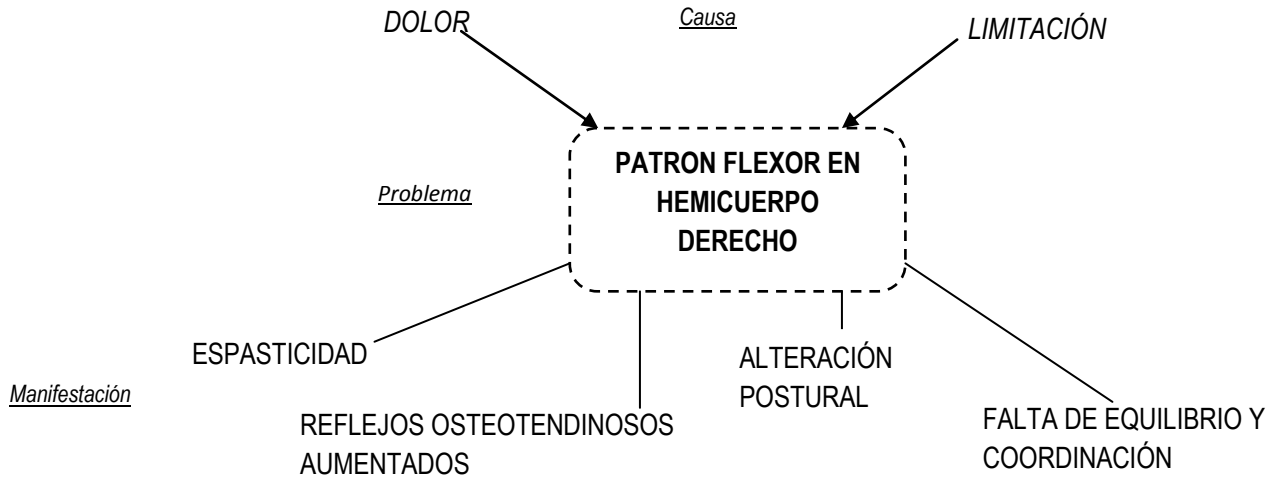 DOLOR
Causa
LIMITACIÓN
PATRON FLEXOR EN
HEMICUERPO
DERECHO
Problema
ESPASTICIDAD
ALTERACIÓN
POSTURAL
Manifestación
REFLEJOS OSTEOTENDINOSOS
AUMENTADOS
FALTA DE EQUILIBRIO Y
COORDINACIÓN